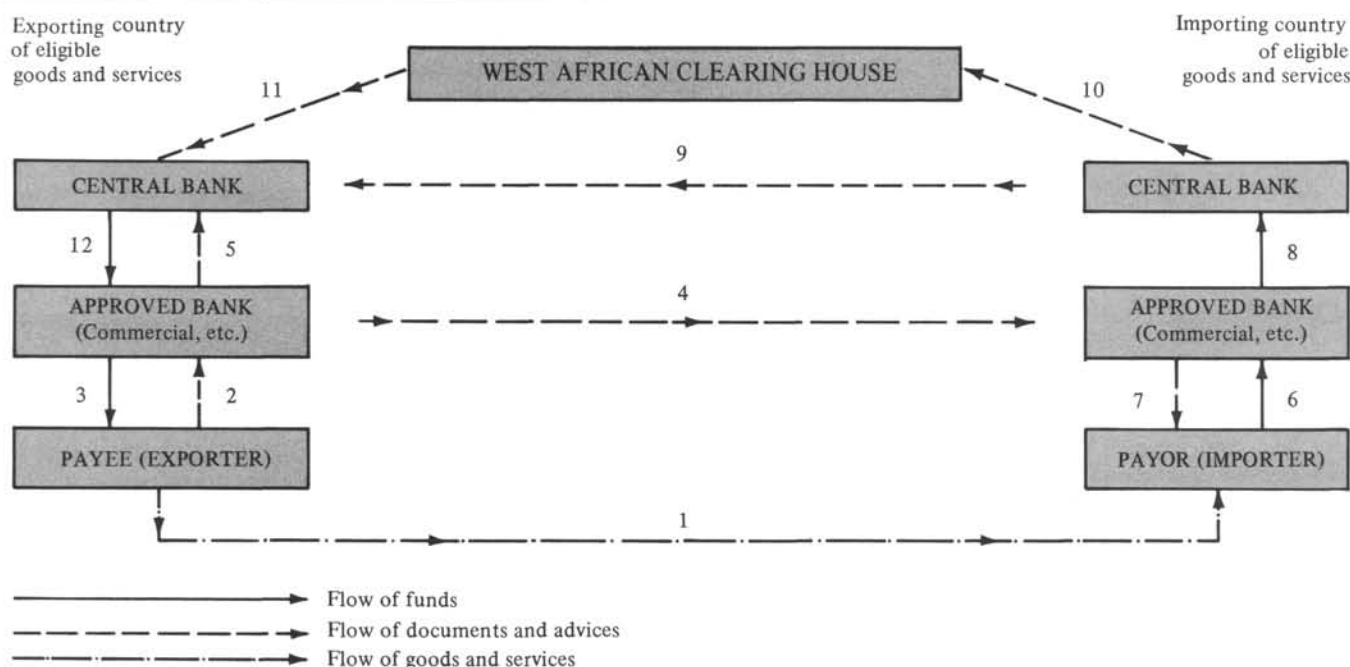 Exporting country
of eligible
goods and services
Importing country
of eligible
goods and services
WEST AFRICAN CLEARING HOUSE
11
10
9
CENTRAL BANK
CENTRAL BANK
12
5
8
4
APPROVED BANK
(Commercial, etc.)
APPROVED BANK
(Commercial, etc.)
3
2
7
6
PAYEE (EXPORTER)
PAYOR (IMPORTER)
1
Flow of funds
Flow of documents and advices
Flow of goods and services